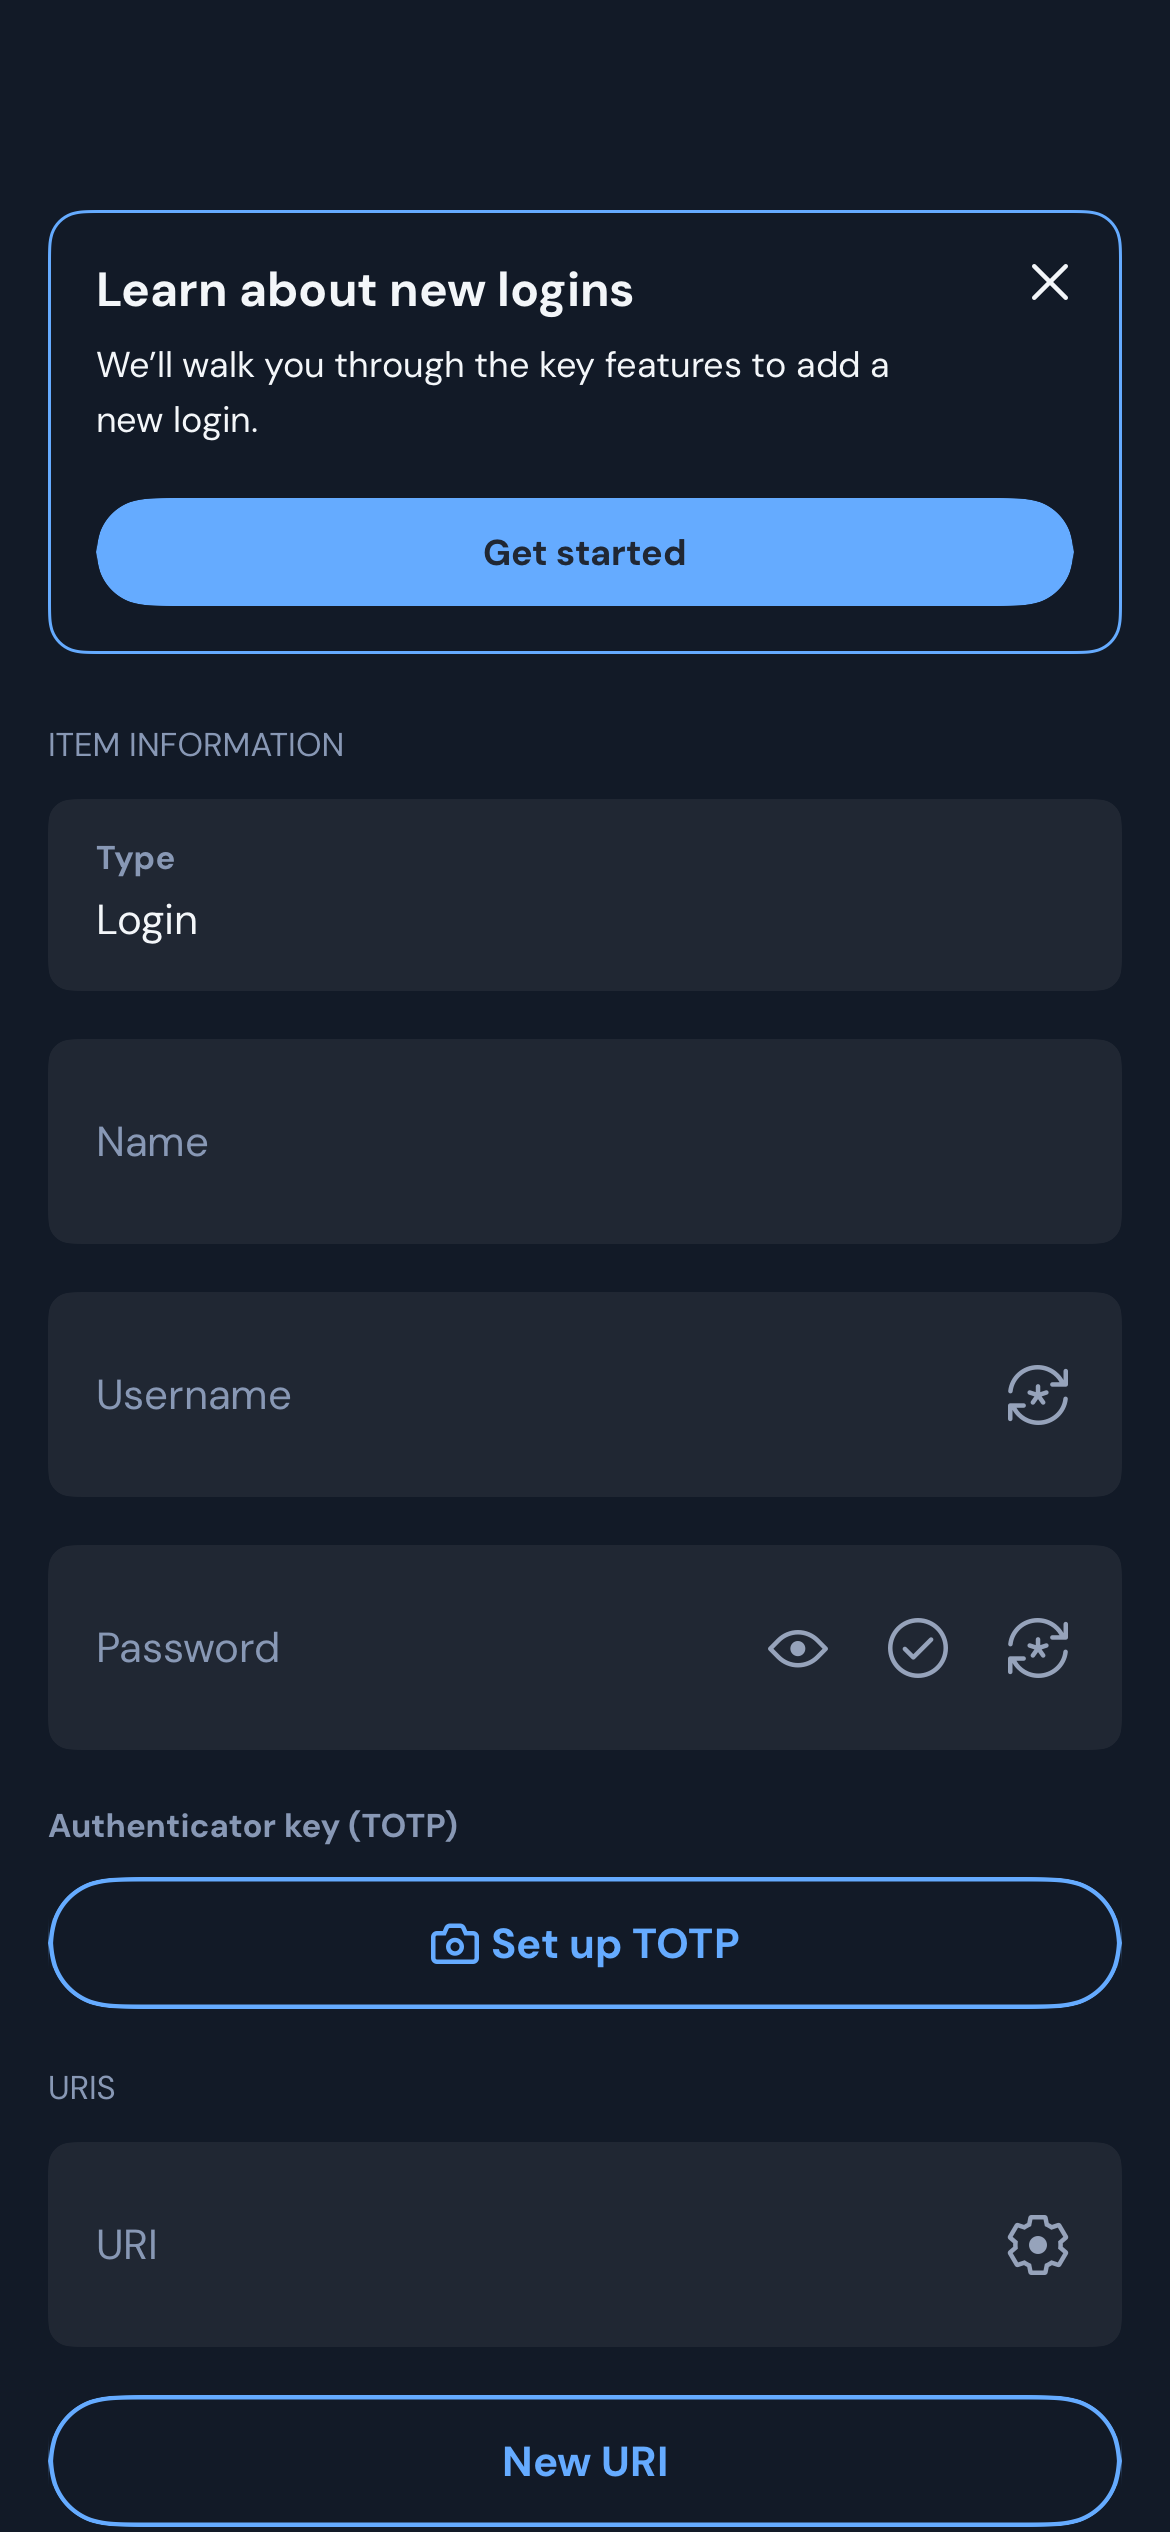 Learn about new logins
We’ll walk you through the key features to add a
new login.
Get started
ITEM INFORMATION
Type
Login
Name
Username
Password
Authenticator key (TOTP)
Set up TOTP
URIS
URI
New URI